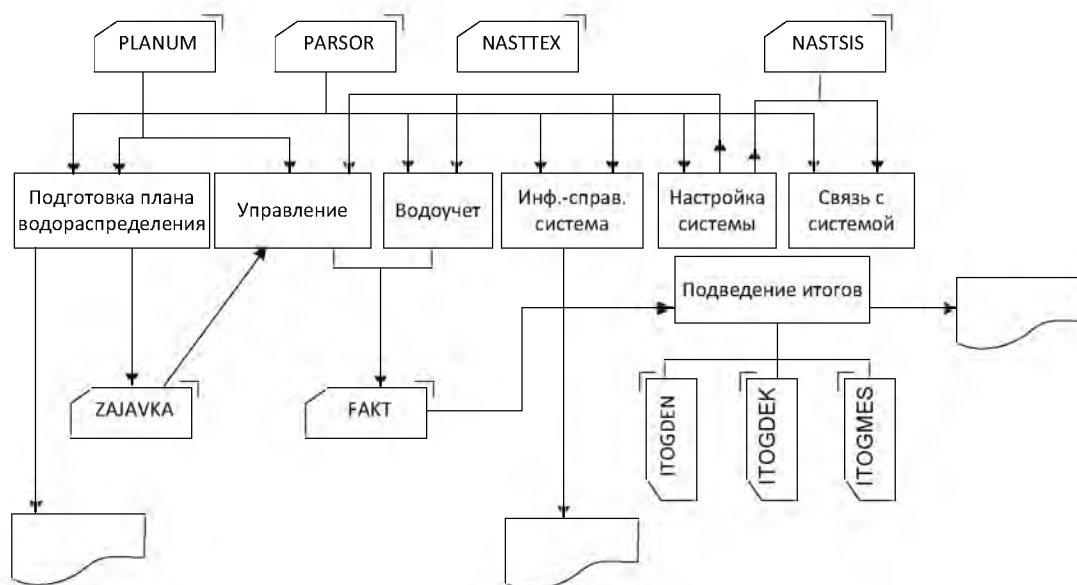 PLANUM
PARSOR
NASTTEX
NASTSIS
Подготовка плана
водораспределения
Управление
Водоучет
Инф.-справ.
система
Настройка
системы
Связь с
системой
Подведение итогов
ZAJAVKA
FAKT
ITOGDEN
ITOGDEK
ITOGMES